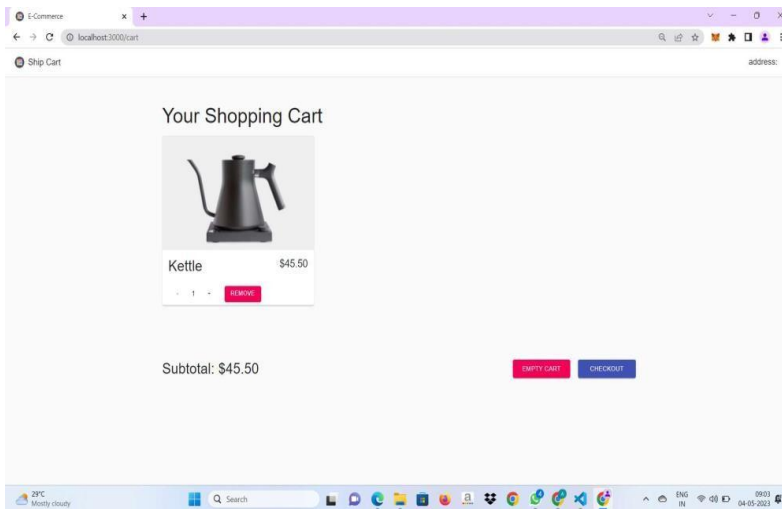 E-Commerce
localhost:3000/cart
Ship Cart
address:
Your Shopping Cart
Kettle
$45.50
- 1 +
REMOVE
Subtotal: $45.50
EMPTY CART
CHECKOUT
29°C
Mostly cloudy
Search
ENG
IN
09:03
04-05-2023